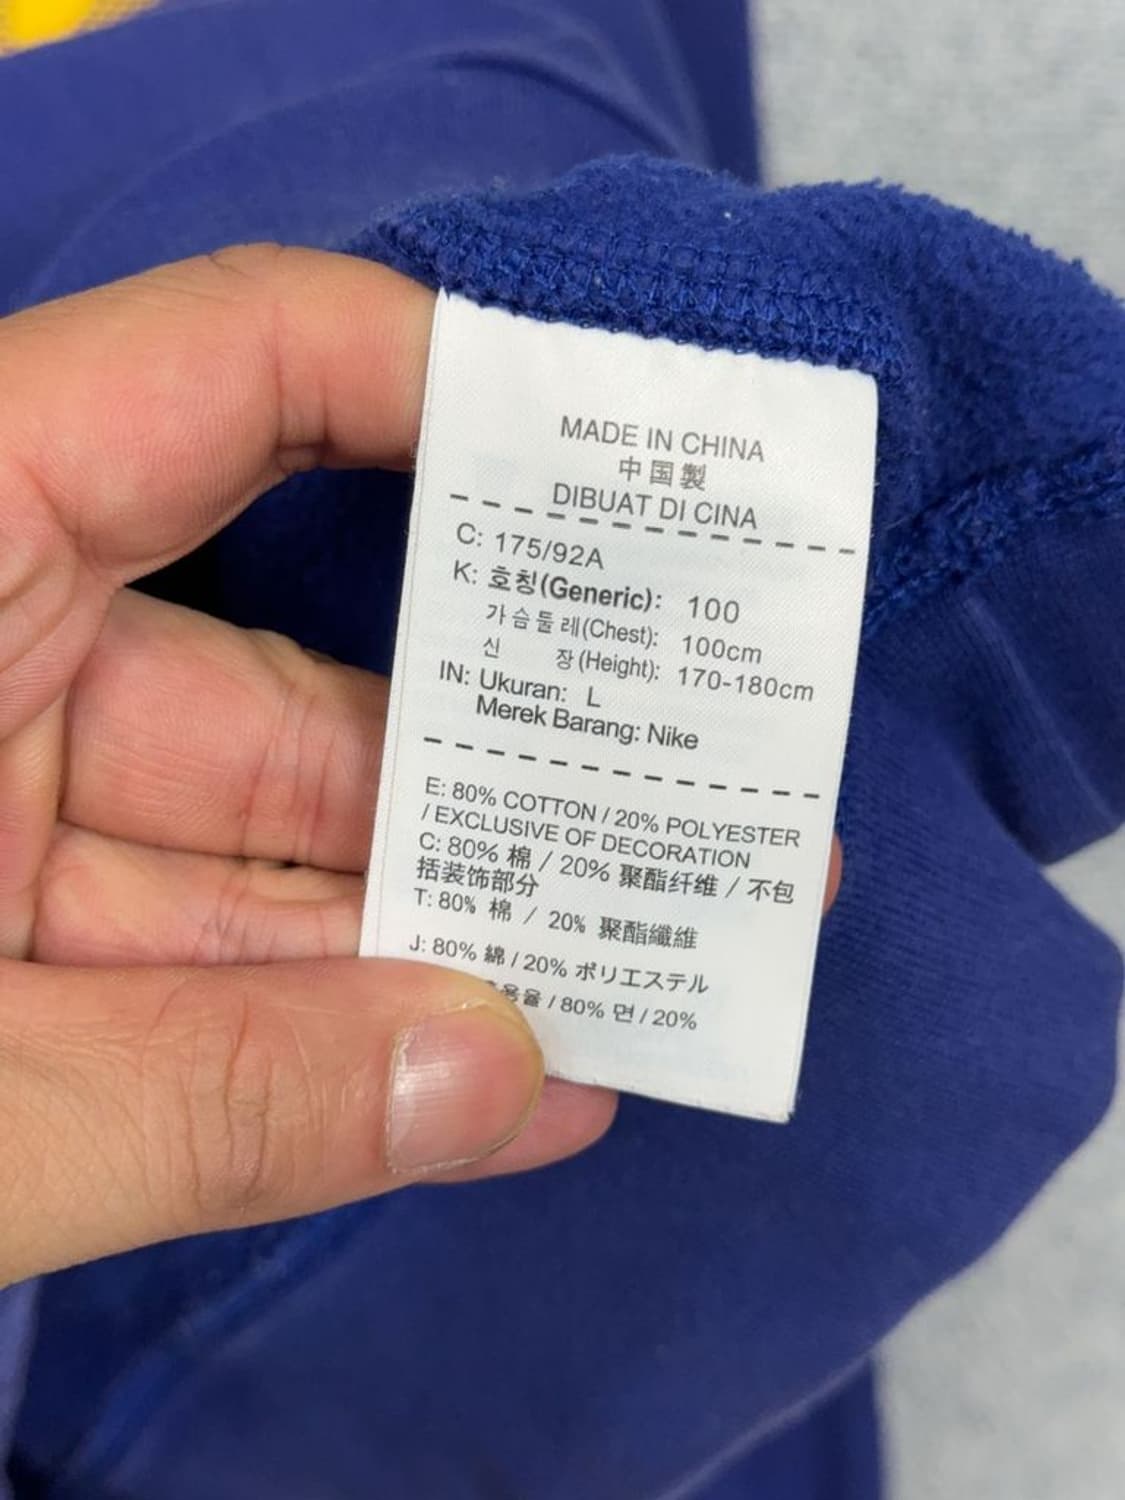 MADE IN CHINA
中国製
DIBUAT DI CINA
C: 175/92A
K: 호칭(Generic): 100
가슴둘레(Chest): 100cm
신 장(Height): 170-180cm
IN: Ukuran: L
Merek Barang: Nike
E: 80% COTTON / 20% POLYESTER
/ EXCLUSIVE OF DECORATION
C: 80% 棉 / 20% 聚酯纤维 / 不包
括装饰部分
T: 80% 棉 / 20% 聚酯纖維
J: 80% 綿 / 20% ポリエステル
용율 / 80% 면 / 20%